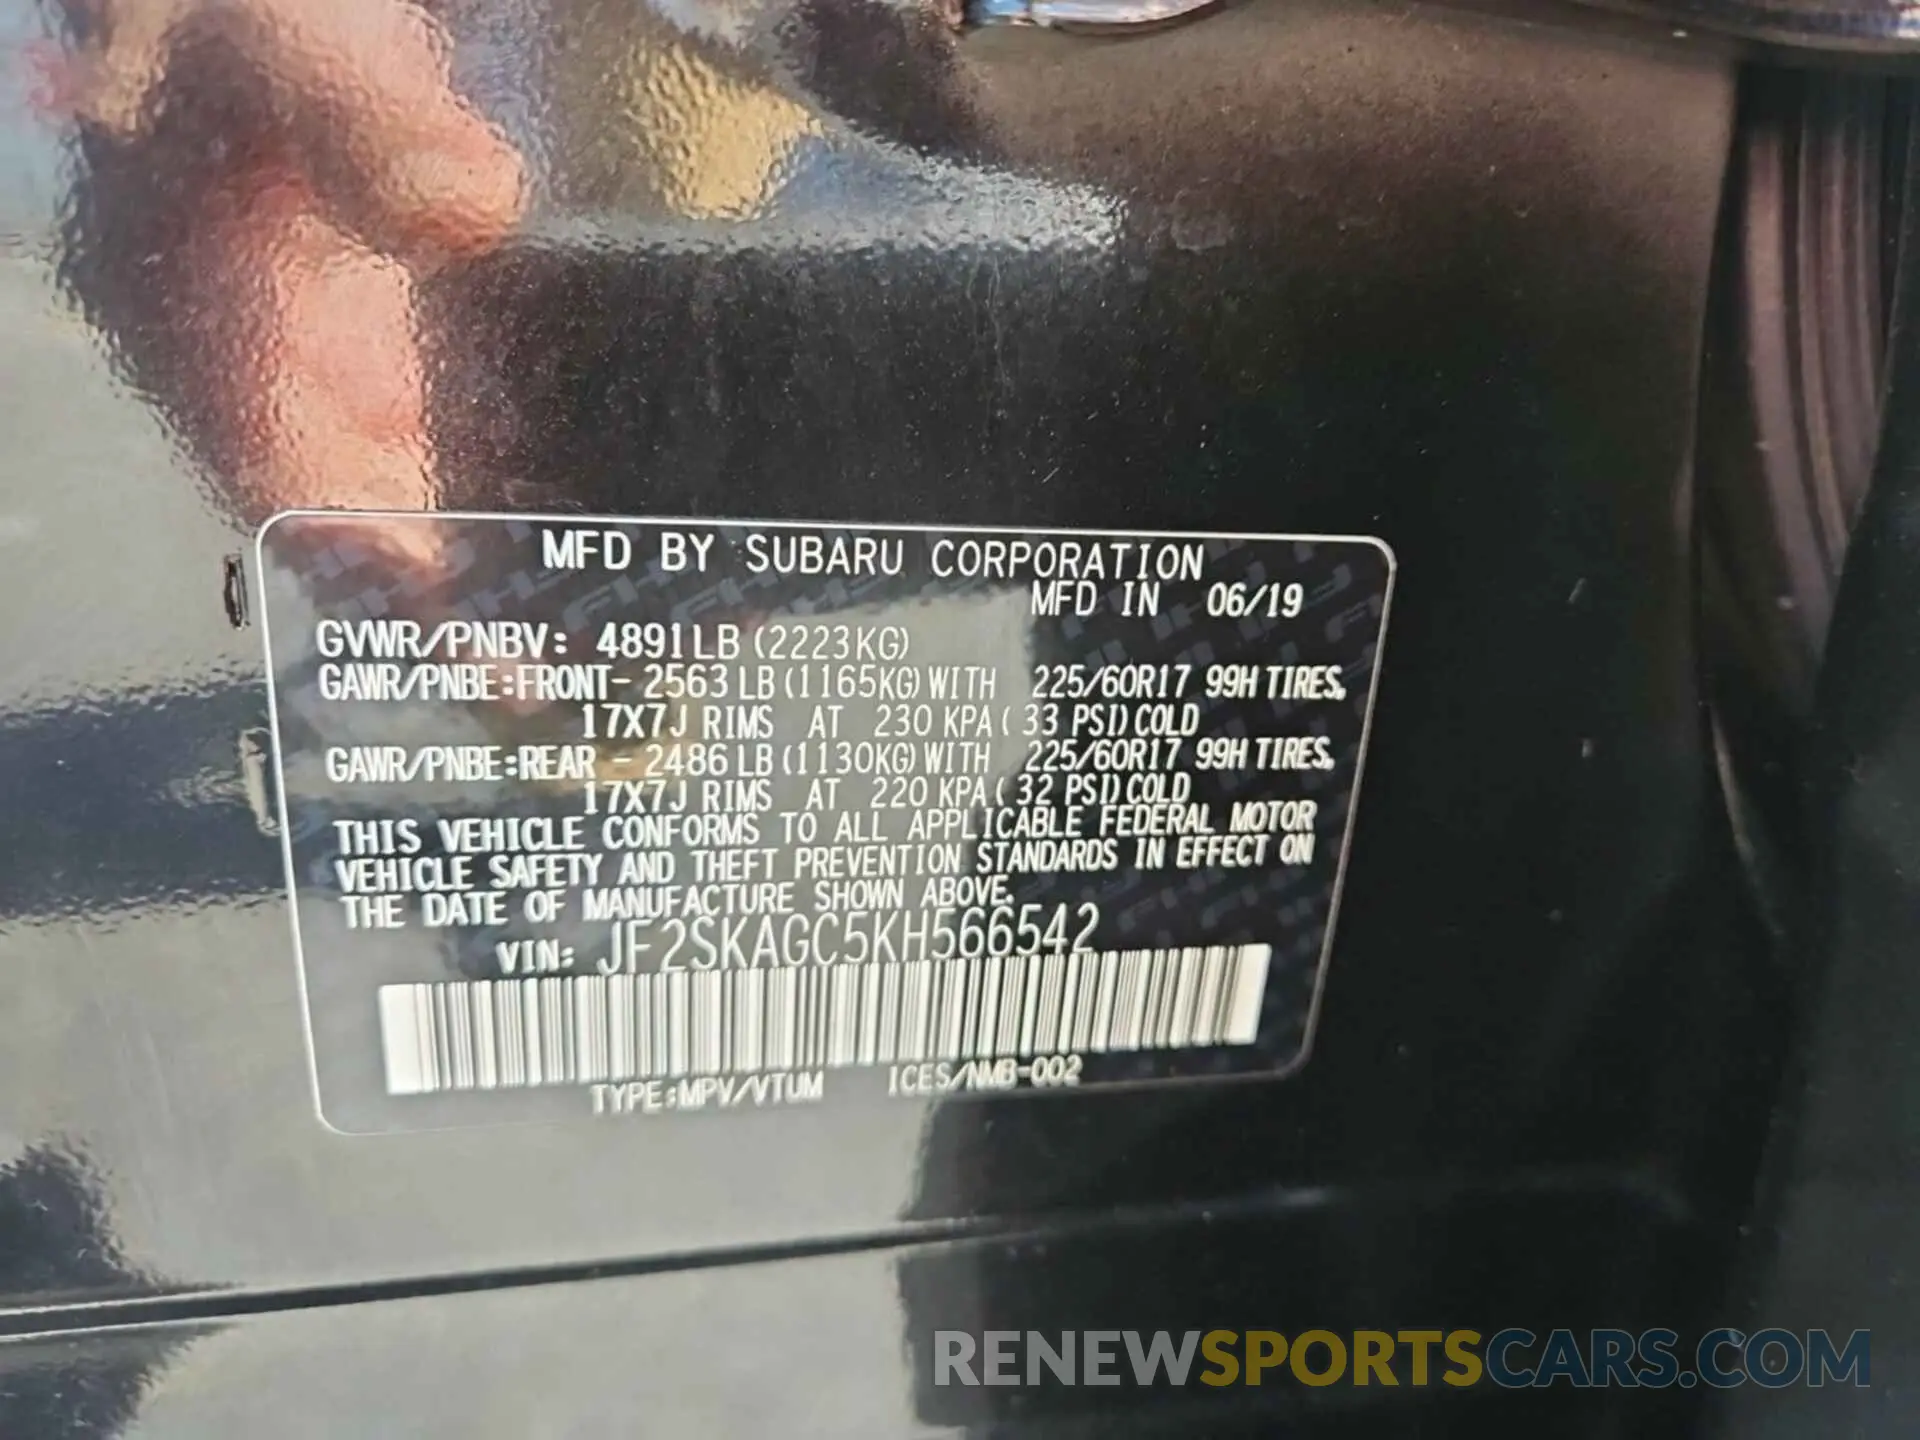 MFD BY SUBARU CORPORATION
MFD IN 06/19
GVWR/PNBV: 4891LB (2223KG)
GAWR/PNBE:FRONT- 2563 LB (1165KG) WITH 225/60R17 99H TIRES,
17X7J RIMS AT 230 KPA ( 33 PSI) COLD
GAWR/PNBE:REAR - 2486 LB (1130KG) WITH 225/60R17 99H TIRES,
17X7J RIMS AT 220 KPA ( 32 PSI) COLD
THIS VEHICLE CONFORMS TO ALL APPLICABLE FEDERAL MOTOR
VEHICLE SAFETY AND THEFT PREVENTION STANDARDS IN EFFECT ON
THE DATE OF MANUFACTURE SHOWN ABOVE.
VIN: JF2SKAGC5KH566542
TYPE:MPV/VTUM ICES/NMB-002
RENEWSPORTSCARS.COM